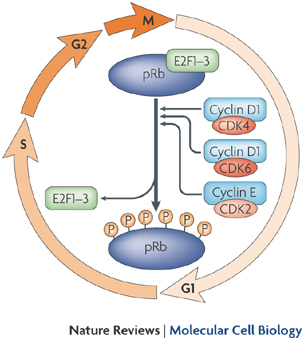 M
G2
E2F1–3
pRb
Cyclin D1
CDK4
S
Cyclin D1
CDK6
Cyclin E
CDK2
E2F1–3
P P P P P P
pRb
G1
Nature Reviews | Molecular Cell Biology